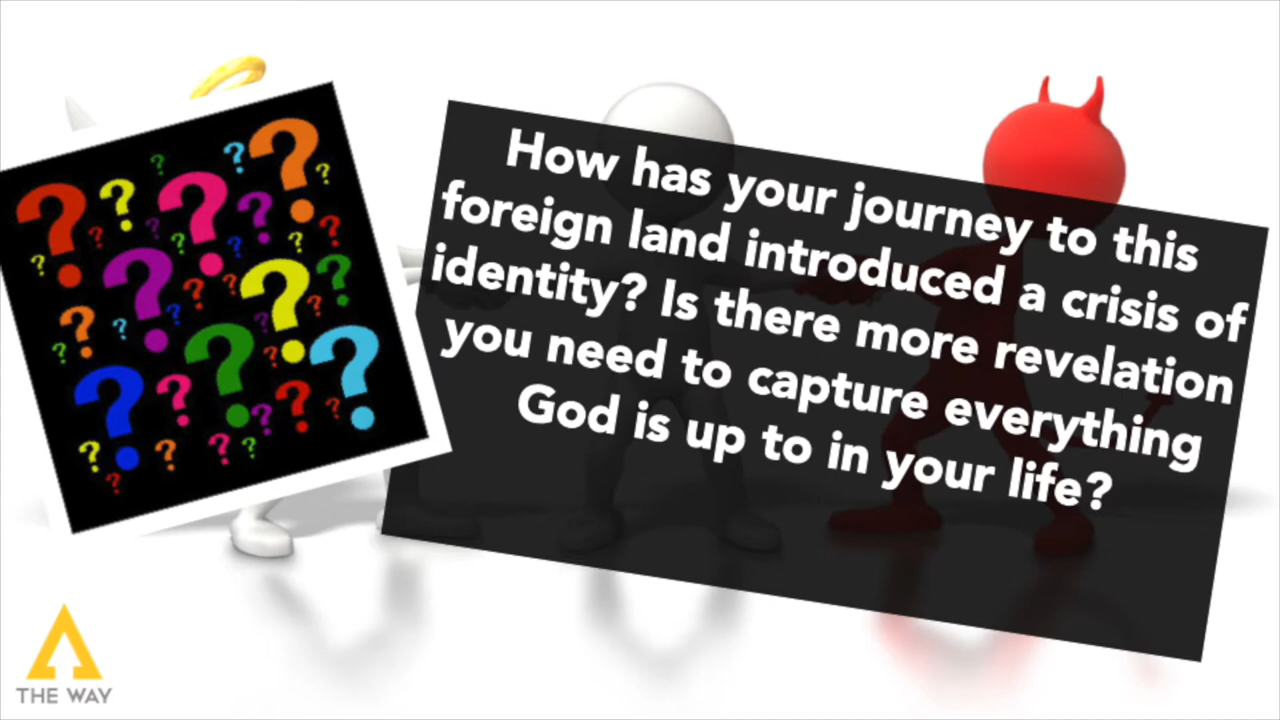 How has your journey to this
foreign land introduced a crisis of
identity? Is there more revelation
you need to capture everything
God is up to in your life?
THE WAY